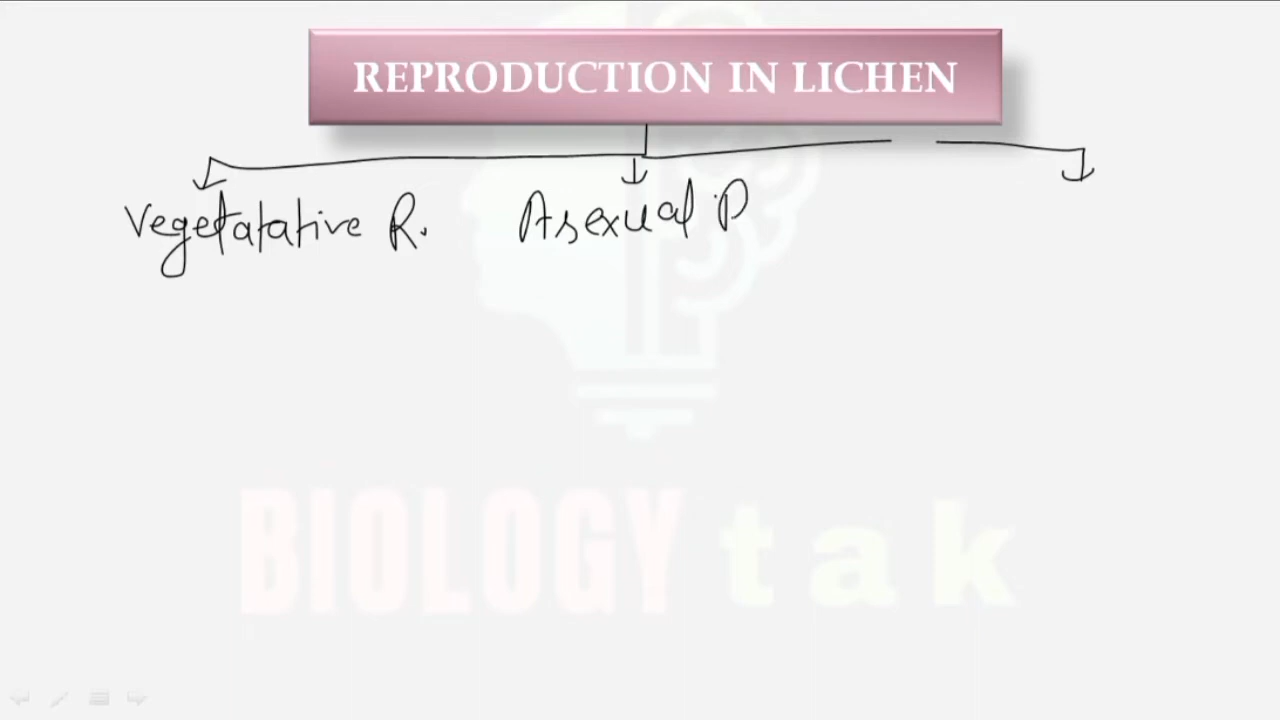 REPRODUCTION IN LICHEN
Vegetatative R. Asexual P
BIOLOGY tak